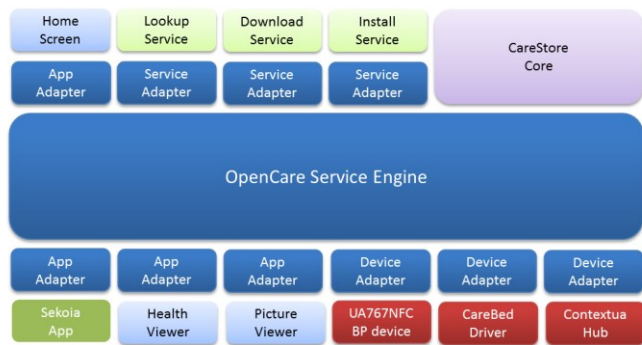 Home
Screen
Lookup
Service
Download
Service
Install
Service
CareStore
Core
App
Adapter
Service
Adapter
Service
Adapter
Service
Adapter
OpenCare Service Engine
App
Adapter
App
Adapter
App
Adapter
Device
Adapter
Device
Adapter
Device
Adapter
Sekoia
App
Health
Viewer
Picture
Viewer
UA767NFC
BP device
CareBed
Driver
Contextua
Hub